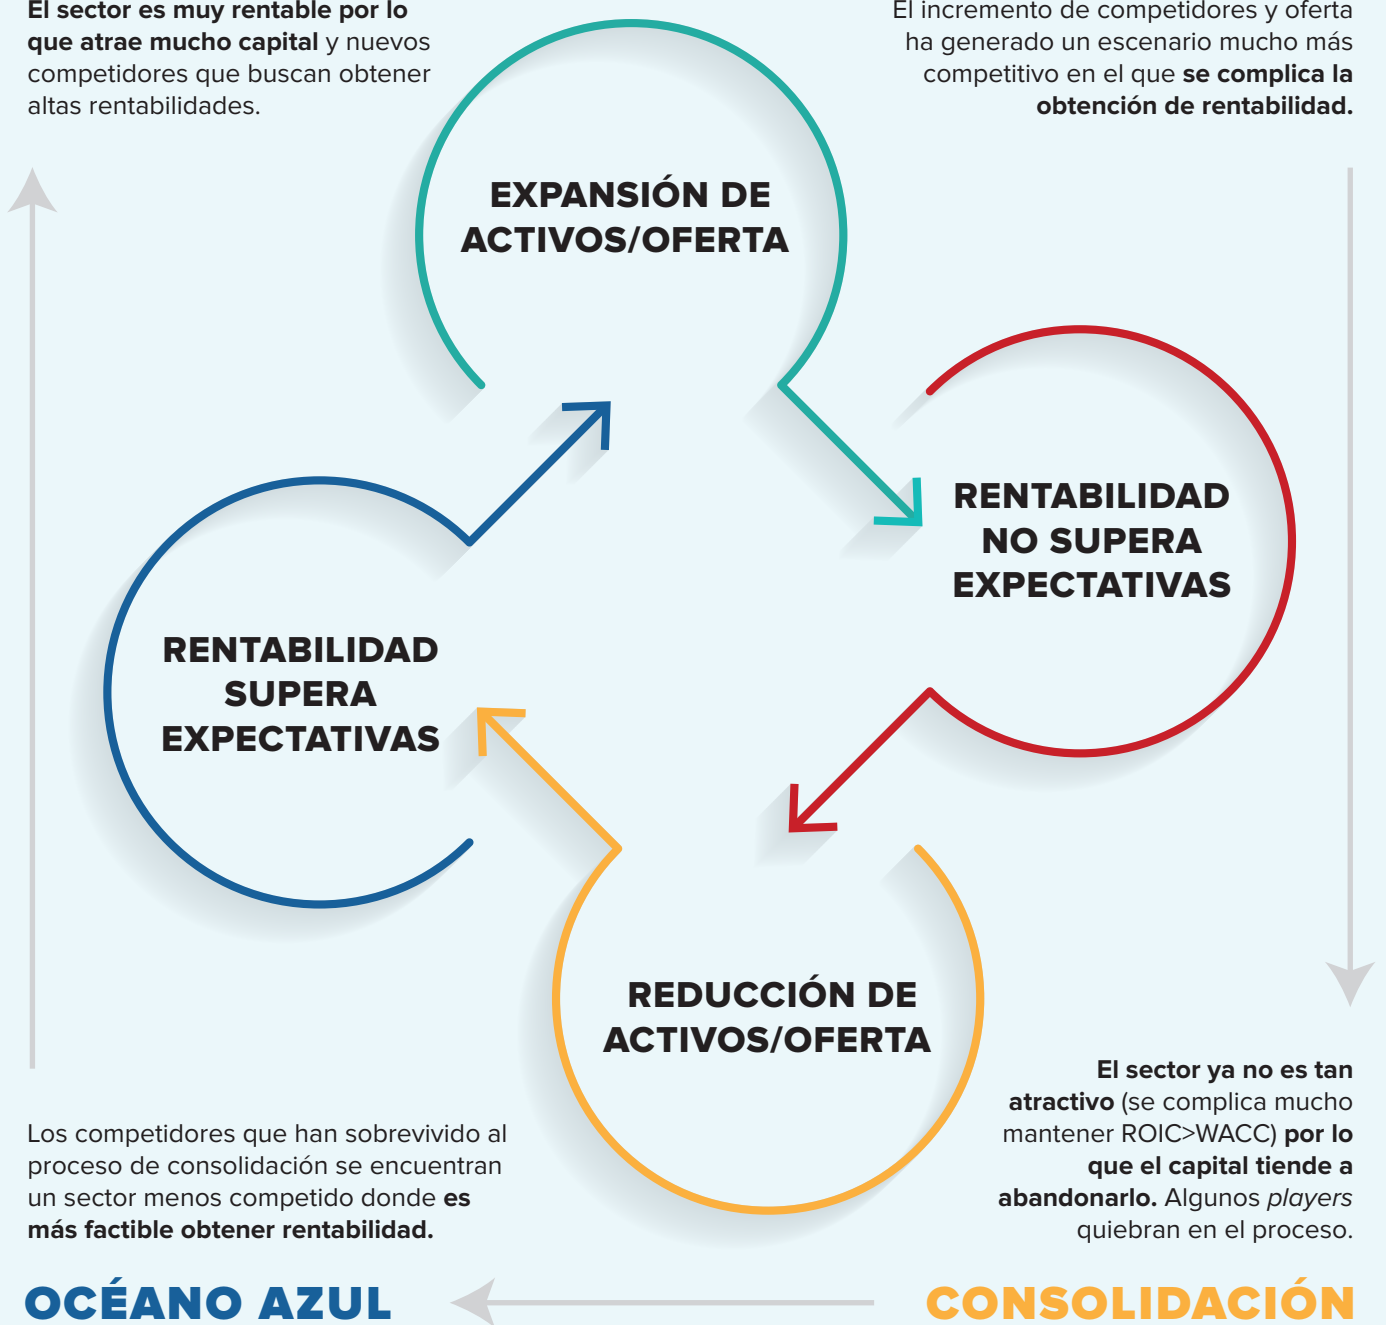 El sector es muy rentable por lo
que atrae mucho capital y nuevos
competidores que buscan obtener
altas rentabilidades.
El incremento de competidores y oferta
ha generado un escenario mucho más
competitivo en el que se complica la
obtención de rentabilidad.
EXPANSIÓN DE
ACTIVOS/OFERTA
RENTABILIDAD
NO SUPERA
EXPECTATIVAS
RENTABILIDAD
SUPERA
EXPECTATIVAS
REDUCCIÓN DE
ACTIVOS/OFERTA
Los competidores que han sobrevivido al
proceso de consolidación se encuentran
un sector menos competido donde es
más factible obtener rentabilidad.
El sector ya no es tan
atractivo (se complica mucho
mantener ROIC>WACC) por lo
que el capital tiende a
abandonarlo. Algunos players
quiebran en el proceso.
OCÉANO AZUL
CONSOLIDACIÓN